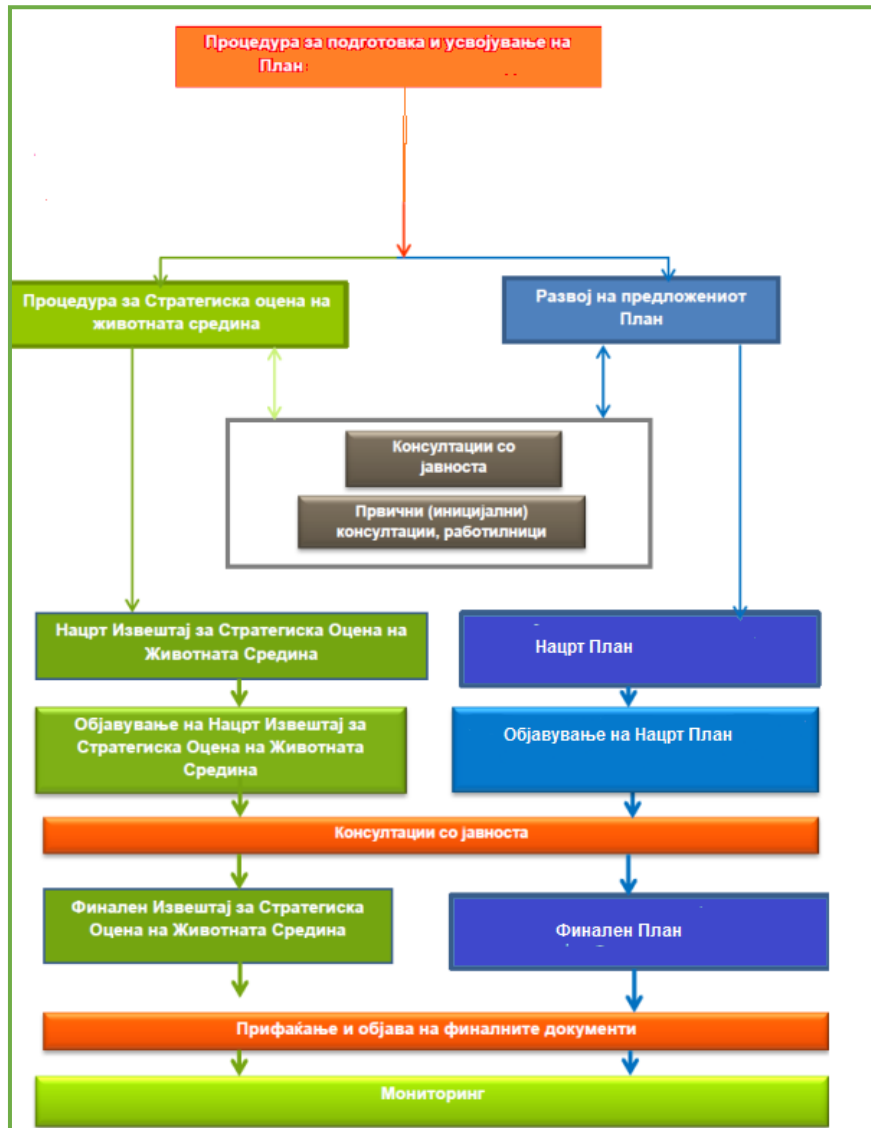 Процедура за подготовка и усвојување на
План
Процедура за Стратегиска оцена на
животната средина
Развој на предложениот
План
Консултации со
јавноста
Првични (иницијални)
консултации, работилници
Нацрт Извештај за Стратегиска Оцена на
Животната Средина
Нацрт План
Објавување на Нацрт Извештај за
Стратегиска Оцена на Животната
Средина
Објавување на Нацрт План
Консултации со јавноста
Финален Извештај за Стратегиска
Оцена на Животната Средина
Финален План
Прифаќање и објава на финалните документи
Мониторинг